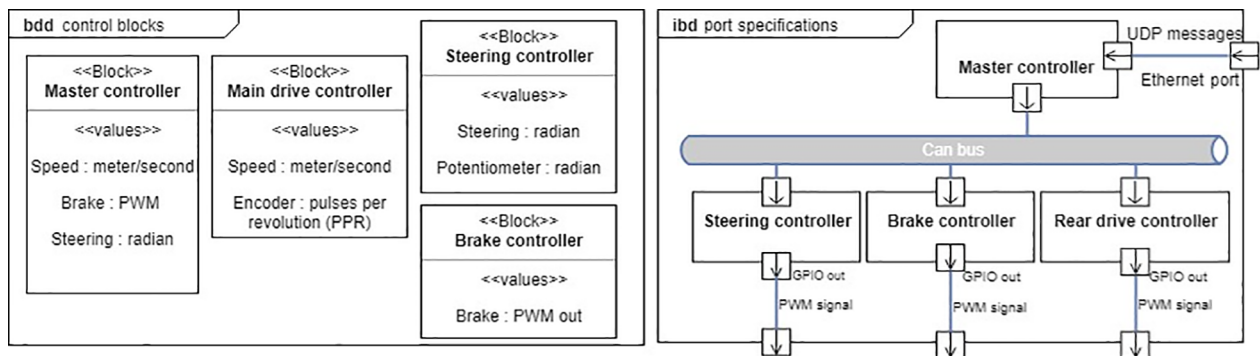 bdd control blocks
<<Block>>
Master controller
<<values>>
Speed : meter/second
Brake : PWM
Steering : radian
<<Block>>
Main drive controller
<<values>>
Speed : meter/second
Encoder : pulses per
revolution (PPR)
<<Block>>
Steering controller
<<values>>
Steering : radian
Potentiometer : radian
<<Block>>
Brake controller
<<values>>
Brake : PWM out
ibd port specifications
Master controller
UDP messages
Ethernet port
Can bus
Steering controller
GPIO out
PWM signal
Brake controller
GPIO out
PWM signal
Rear drive controller
GPIO out
PWM signal